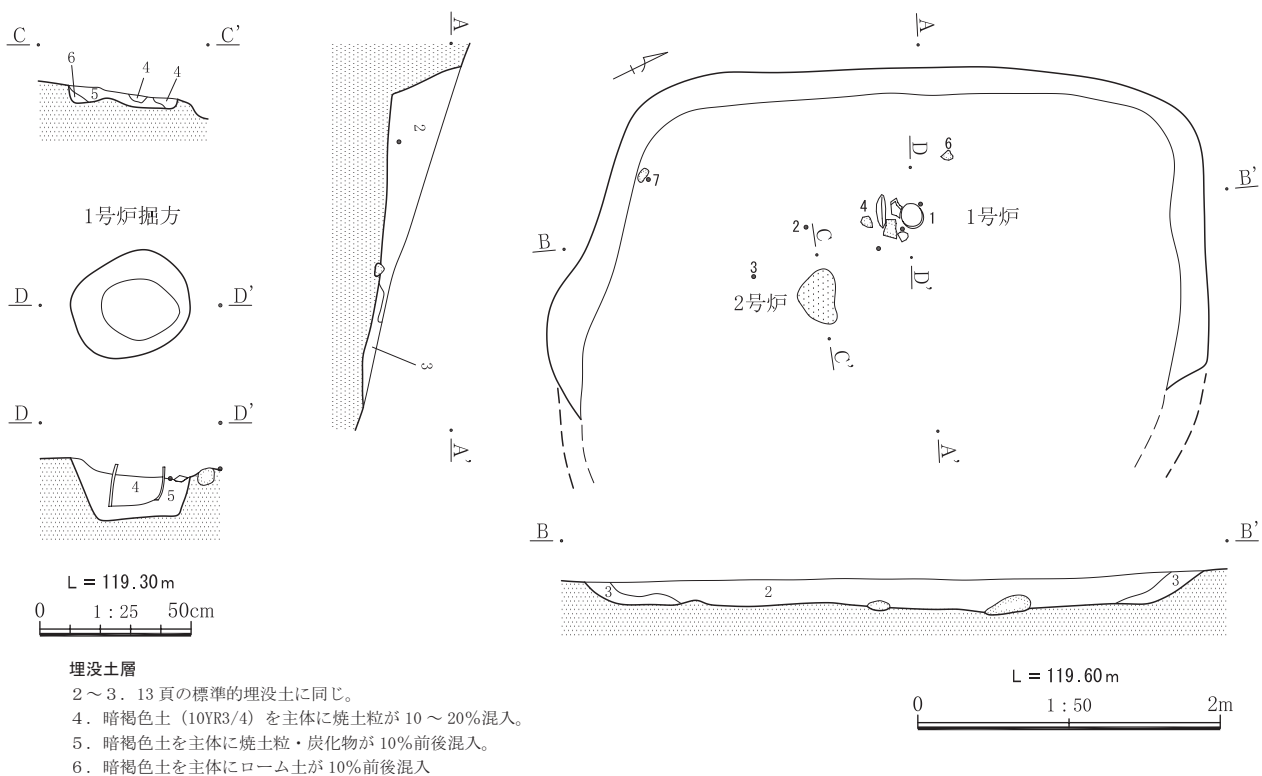 C C'
6 4 4
5
1号炉掘方
D D'
D D'
4 5
L = 119.30m
0 1 : 25 50cm
A
2
3
A'
A
D
6
7
B'
4
1
1号炉
B
2
C
3
D'
2号炉
C'
A'
B B'
3 2 3
L = 119.60m
0 1 : 50 2m
埋没土層
2～3．13 頁の標準的埋没土に同じ。
4．暗褐色土（10YR3/4）を主体に焼土粒が 10 ～ 20％混入。
5．暗褐色土を主体に焼土粒・炭化物が 10％前後混入。
6．暗褐色土を主体にローム土が 10％前後混入